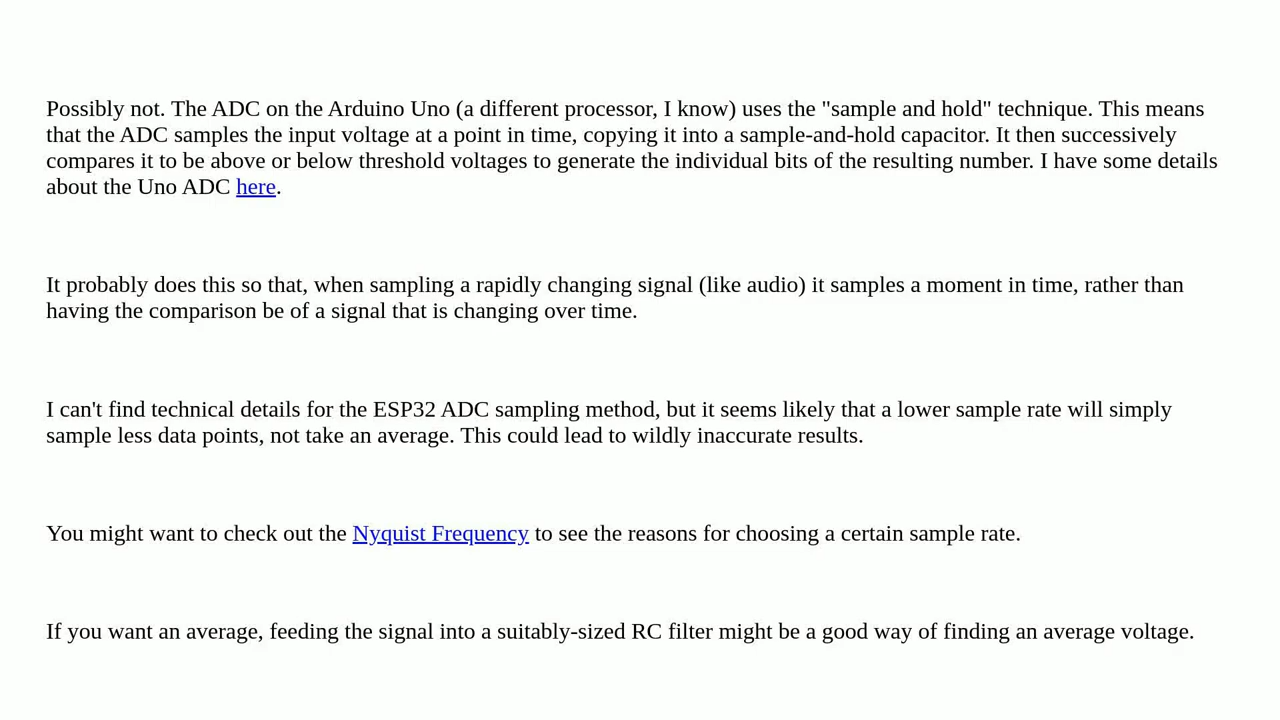 Possibly not. The ADC on the Arduino Uno (a different processor, I know) uses the "sample and hold" technique. This means
that the ADC samples the input voltage at a point in time, copying it into a sample-and-hold capacitor. It then successively
compares it to be above or below threshold voltages to generate the individual bits of the resulting number. I have some details
about the Uno ADC here.
It probably does this so that, when sampling a rapidly changing signal (like audio) it samples a moment in time, rather than
having the comparison be of a signal that is changing over time.
I can't find technical details for the ESP32 ADC sampling method, but it seems likely that a lower sample rate will simply
sample less data points, not take an average. This could lead to wildly inaccurate results.
You might want to check out the Nyquist Frequency to see the reasons for choosing a certain sample rate.
If you want an average, feeding the signal into a suitably-sized RC filter might be a good way of finding an average voltage.